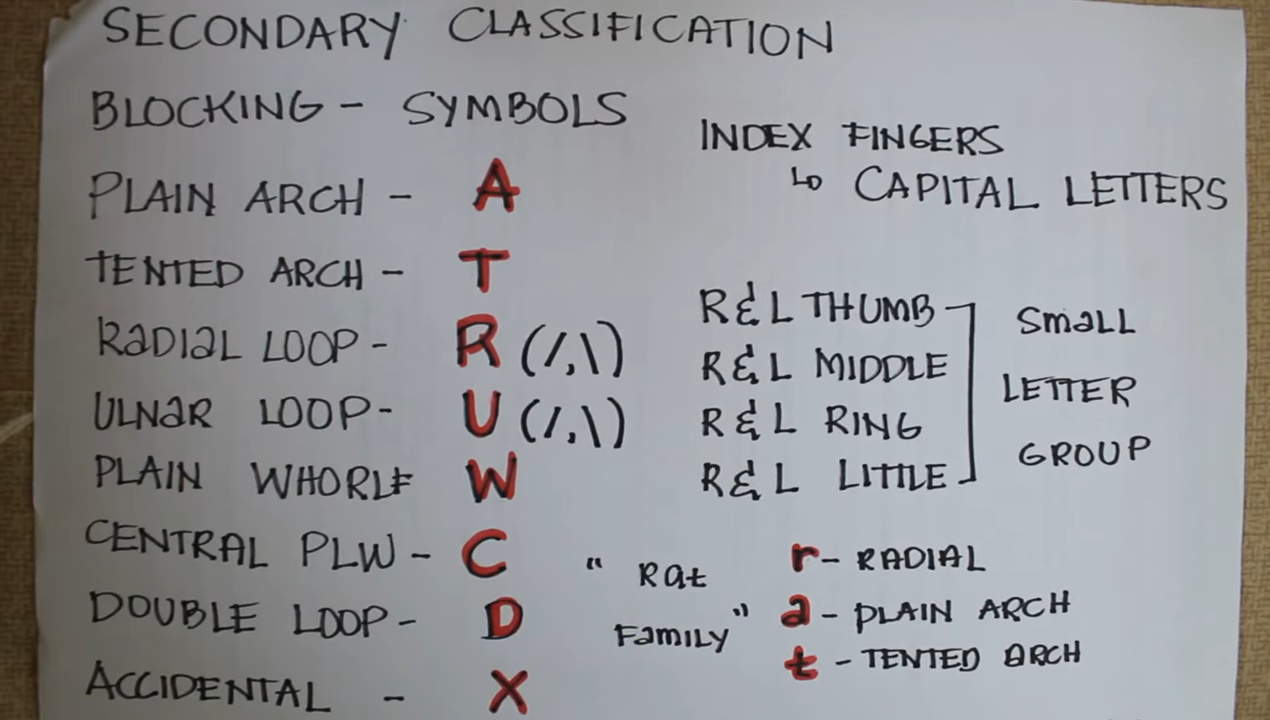 SECONDARY CLASSIFICATION
BLOCKING - SYMBOLS
PLAIN ARCH - A
TENTED ARCH - T
RADIAL LOOP - R (/,\)
ULNAR LOOP - U (/,\)
PLAIN WHORLF W
CENTRAL PLW - C
DOUBLE LOOP - D
ACCIDENTAL - X
INDEX FINGERS
↳ CAPITAL LETTERS
R & L THUMB
R & L MIDDLE
R & L RING
R & L LITTLE
SMALL
LETTER
GROUP
" RAT
FAMILY "
r - RADIAL
a - PLAIN ARCH
t - TENTED ARCH